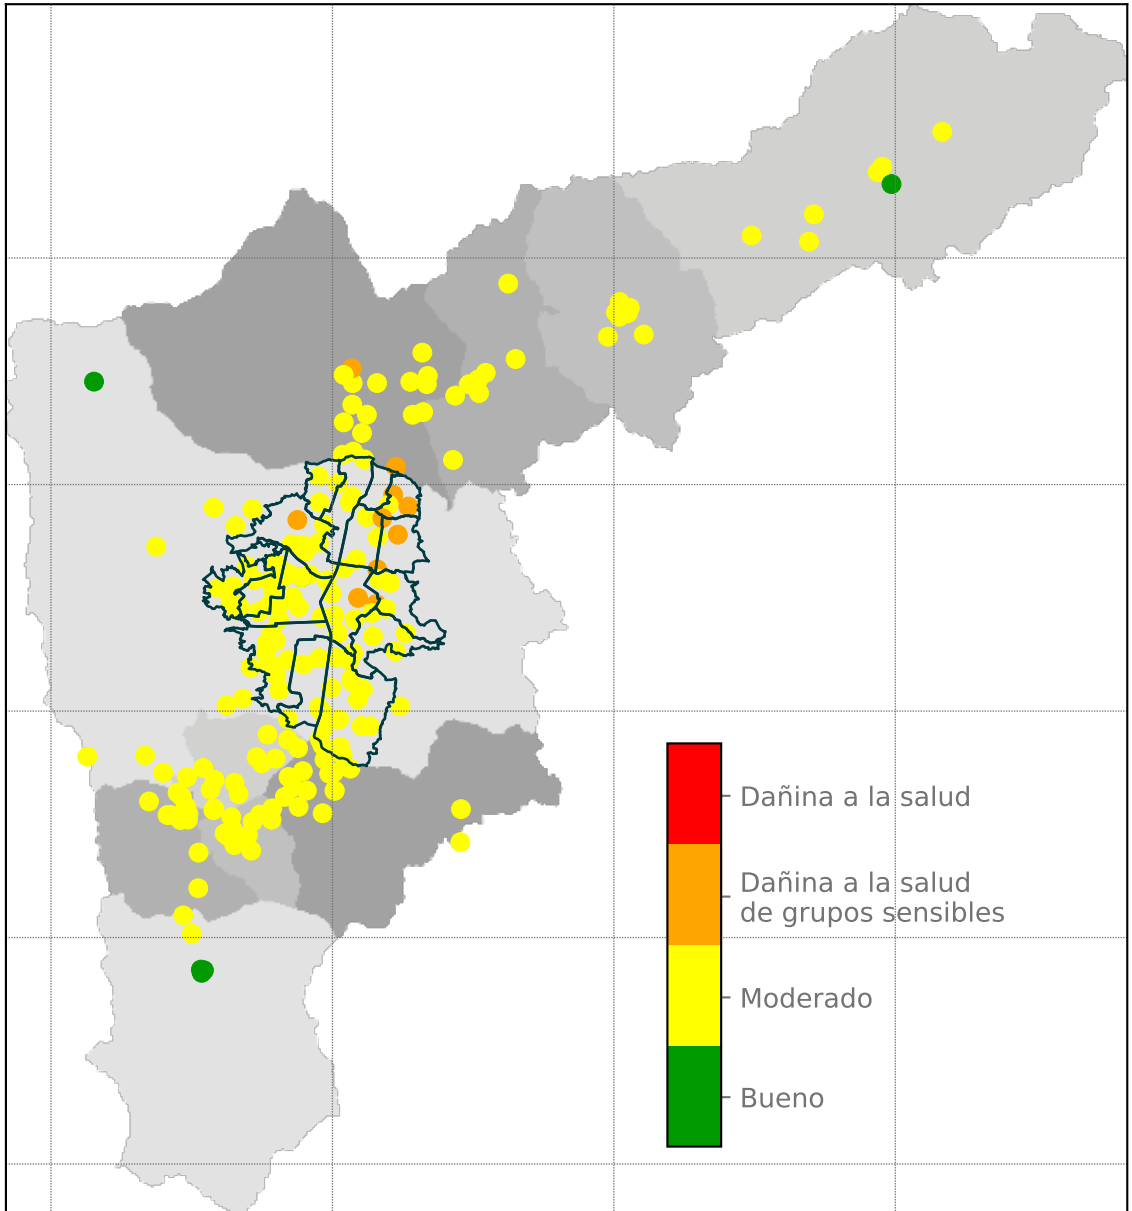 Dañina a la salud
Dañina a la salud
de grupos sensibles
Moderado
Bueno